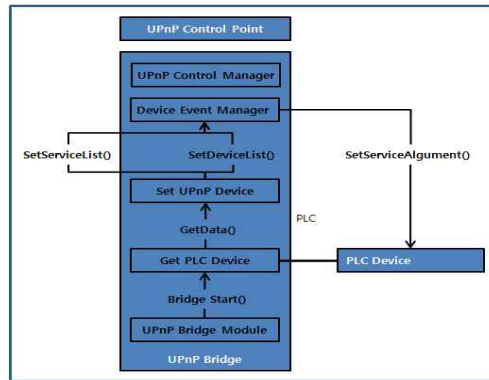 UPnP Control Point
UPnP Control Manager
Device Event Manager
SetServiceList()
SetDeviceList()
SetServiceAlgument()
Set UPnP Device
PLC
GetData()
Get PLC Device
PLC Device
Bridge Start()
UPnP Bridge Module
UPnP Bridge